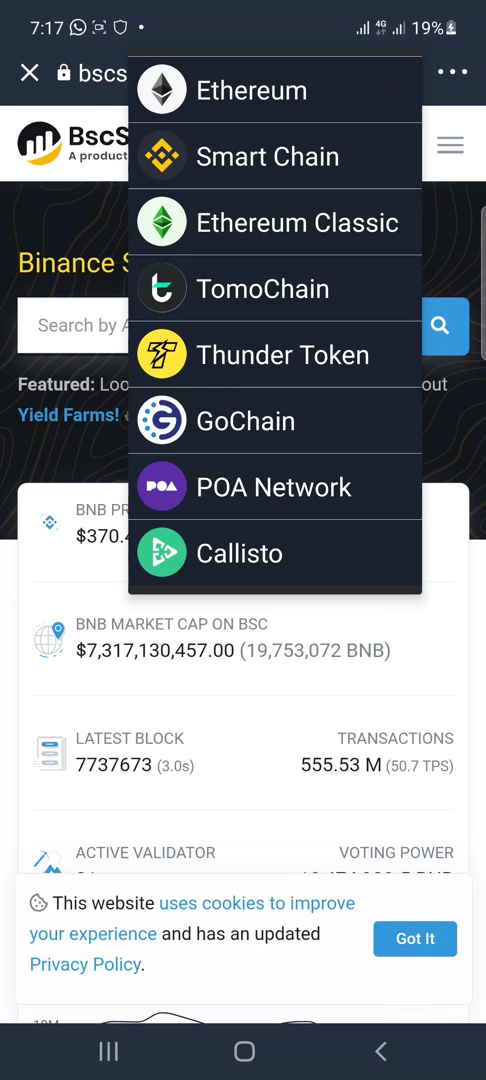 7:17
4G
19%
bscs
Ethereum
Smart Chain
Ethereum Classic
TomoChain
Thunder Token
GoChain
POA Network
Callisto
BscS
A product
Binance S
Search by A
Featured: Loo
out
Yield Farms!
BNB PR
$370.4
BNB MARKET CAP ON BSC
$7,317,130,457.00 (19,753,072 BNB)
LATEST BLOCK
TRANSACTIONS
7737673 (3.0s)
555.53 M (50.7 TPS)
ACTIVE VALIDATOR
VOTING POWER
This website uses cookies to improve
your experience and has an updated
Privacy Policy.
Got It